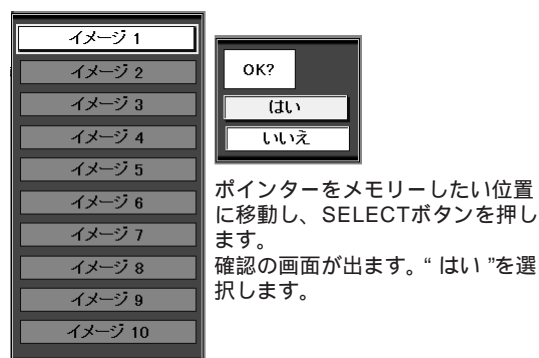 イメージ 1
イメージ 2
イメージ 3
イメージ 4
イメージ 5
イメージ 6
イメージ 7
イメージ 8
イメージ 9
イメージ 10
OK?
はい
いいえ
ポインターをメモリーしたい位置
に移動し、SELECTボタンを押し
ます。
確認の画面が出ます。“ はい ”を選
択します。